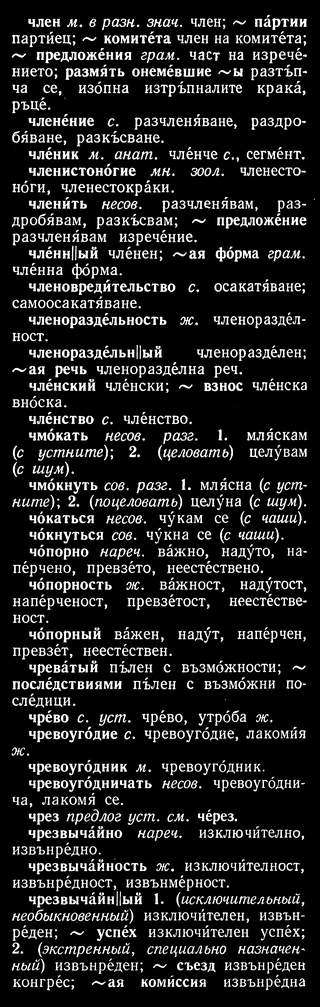 член м. в разн. знач. член; ~ па́ртии
парти́ец; ~ комите́та член на комите́та;
~ предложе́ния грам. част на изрече́-
нието; размя́ть онеме́вшие ~ы разтъ́п-
ча се, изо́пна изтръ́пналите крака́,
ръце́.
члене́ние с. разчленя́ване, раздро-
бя́ване, разкъ́сване.
чле́ник м. анат. чле́нче с., сегме́нт.
членистоно́гие мн. зоол. членесто-
но́ги, членестокра́ки.
члени́ть несов. разчленя́вам, раз-
дробя́вам, разкъ́свам; ~ предложе́ние
разчленя́вам изрече́ние.
чле́нн||ый чле́нен; ~ая фо́рма грам.
чле́нна фо́рма.
членовреди́тельство с. осакатя́ване;
самоосакатя́ване.
членоразде́льность ж. членоразде́л-
ност.
членоразде́льн||ый членоразде́лен;
~ая речь членоразде́лна реч.
чле́нский чле́нски; ~ взнос чле́нска
вно́ска.
чле́нство с. чле́нство.
чмо́кать несов. разг. 1. мля́скам
(с устните); 2. (целовать) целу́вам
(с шум).
чмо́кнуть сов. разг. 1. мля́сна (с уст-
ните); 2. (поцеловать) целу́на (с шум).
чо́каться несов. чу́кам се (с чаши).
чо́кнуться сов. чу́кна се (с чаши).
чо́порно нареч. ва́жно, наду́то, на-
пе́рчено, превзе́то, неесте́ствено.
чо́порность ж. ва́жност, наду́тост,
напе́рченост, превзе́тост, неесте́стве-
ност.
чо́порный ва́жен, наду́т, напе́рчен,
превзе́т, неесте́ствен.
чрева́тый пъ́лен с възмо́жности; ~
после́дствиями пъ́лен с възмо́жни по-
сле́дици.
чре́во с. уст. чре́во, утро́ба ж.
чревоуго́дие с. чревоуго́дие, лакоми́я
ж.
чревоуго́дник м. чревоуго́дник.
чревоуго́дничать несов. чревоуго́дни-
ча, лакомя́ се.
чрез предлог уст. см. че́рез.
чрезвыча́йно нареч. изключи́телно,
извънре́дно.
чрезвыча́йность ж. изключи́телност,
извънре́дност, извънме́рност.
чрезвыча́йн||ый 1. (исключительный,
необыкновенный) изключи́телен, извън-
ре́ден; ~ успе́х изключи́телен успе́х;
2. (экстренный, специально назначен-
ный) извънре́ден; ~ съезд извънре́ден
конгре́с; ~ая коми́ссия извънре́дна